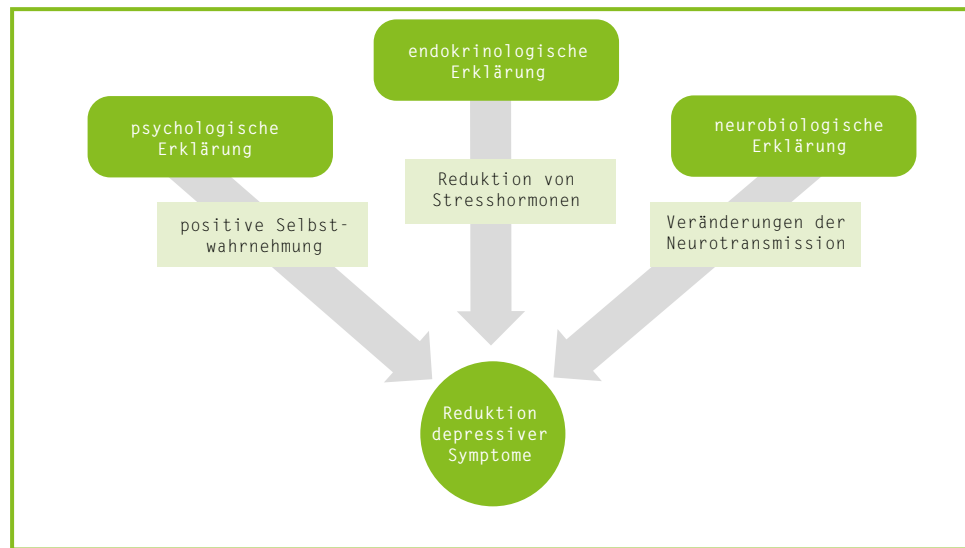 endokrinologische
Erklärung
psychologische
Erklärung
neurobiologische
Erklärung
Reduktion von
Stresshormonen
positive Selbst-
wahrnehmung
Veränderungen der
Neurotransmission
Reduktion
depressiver
Symptome